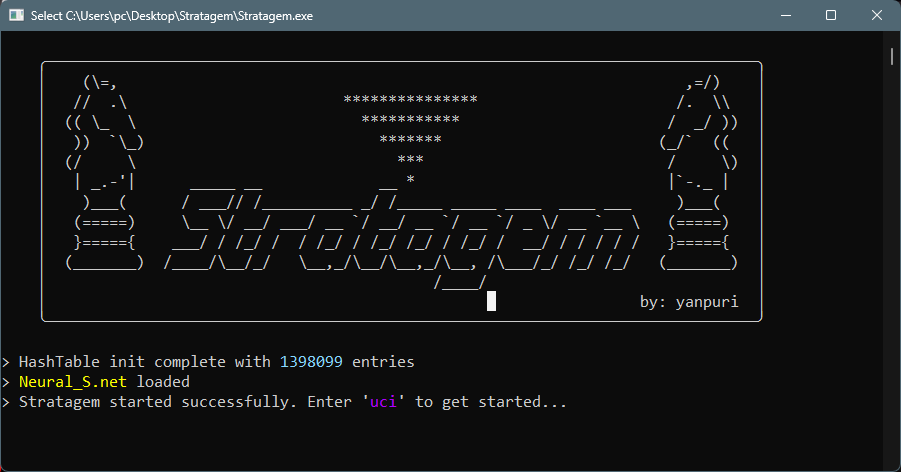 Select C:\Users\pc\Desktop\Stratagem\Stratagem.exe
Stratagem
by: yanpuri
> HashTable init complete with 1398099 entries
> Neural_S.net loaded
> Stratagem started successfully. Enter 'uci' to get started...